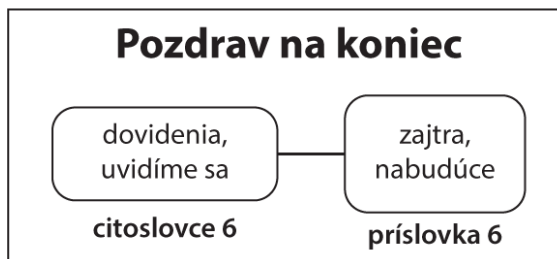 Pozdrav na koniec
dovidenia,
uvidíme sa
citoslovce 6
zajtra,
nabudúce
príslovka 6